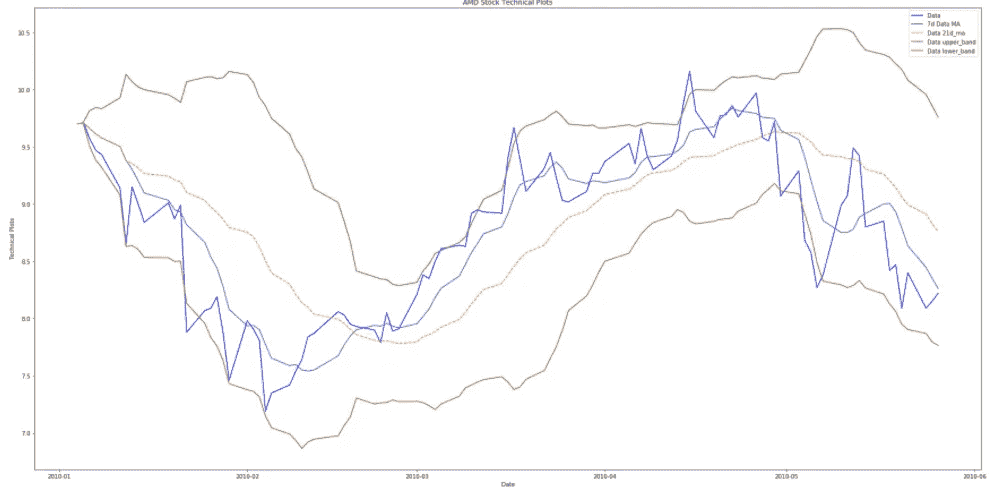 AMD Stock Technical Plots
Data
7d Data MA
Data 21d_ma
Data upper_band
Data lower_band
Technical Plots
10.5
10.0
9.5
9.0
8.5
8.0
7.5
7.0
2010-01
2010-02
2010-03
2010-04
2010-05
2010-06
Date